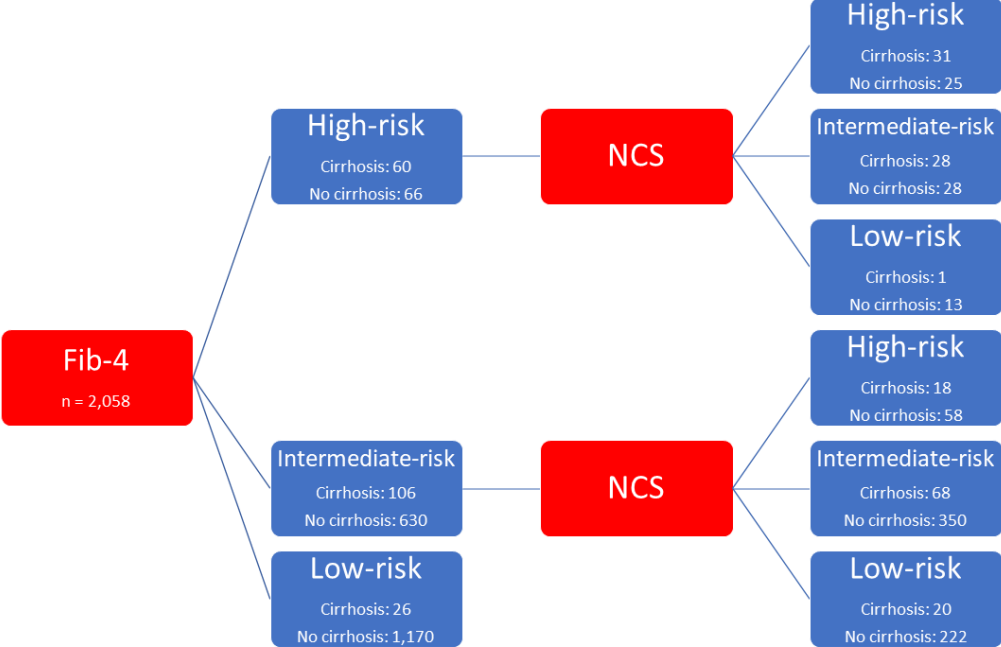 Fib-4
n = 2,058
High-risk
Cirrhosis: 60
No cirrhosis: 66
Intermediate-risk
Cirrhosis: 106
No cirrhosis: 630
Low-risk
Cirrhosis: 26
No cirrhosis: 1,170
NCS
NCS
High-risk
Cirrhosis: 31
No cirrhosis: 25
Intermediate-risk
Cirrhosis: 28
No cirrhosis: 28
Low-risk
Cirrhosis: 1
No cirrhosis: 13
High-risk
Cirrhosis: 18
No cirrhosis: 58
Intermediate-risk
Cirrhosis: 68
No cirrhosis: 350
Low-risk
Cirrhosis: 20
No cirrhosis: 222